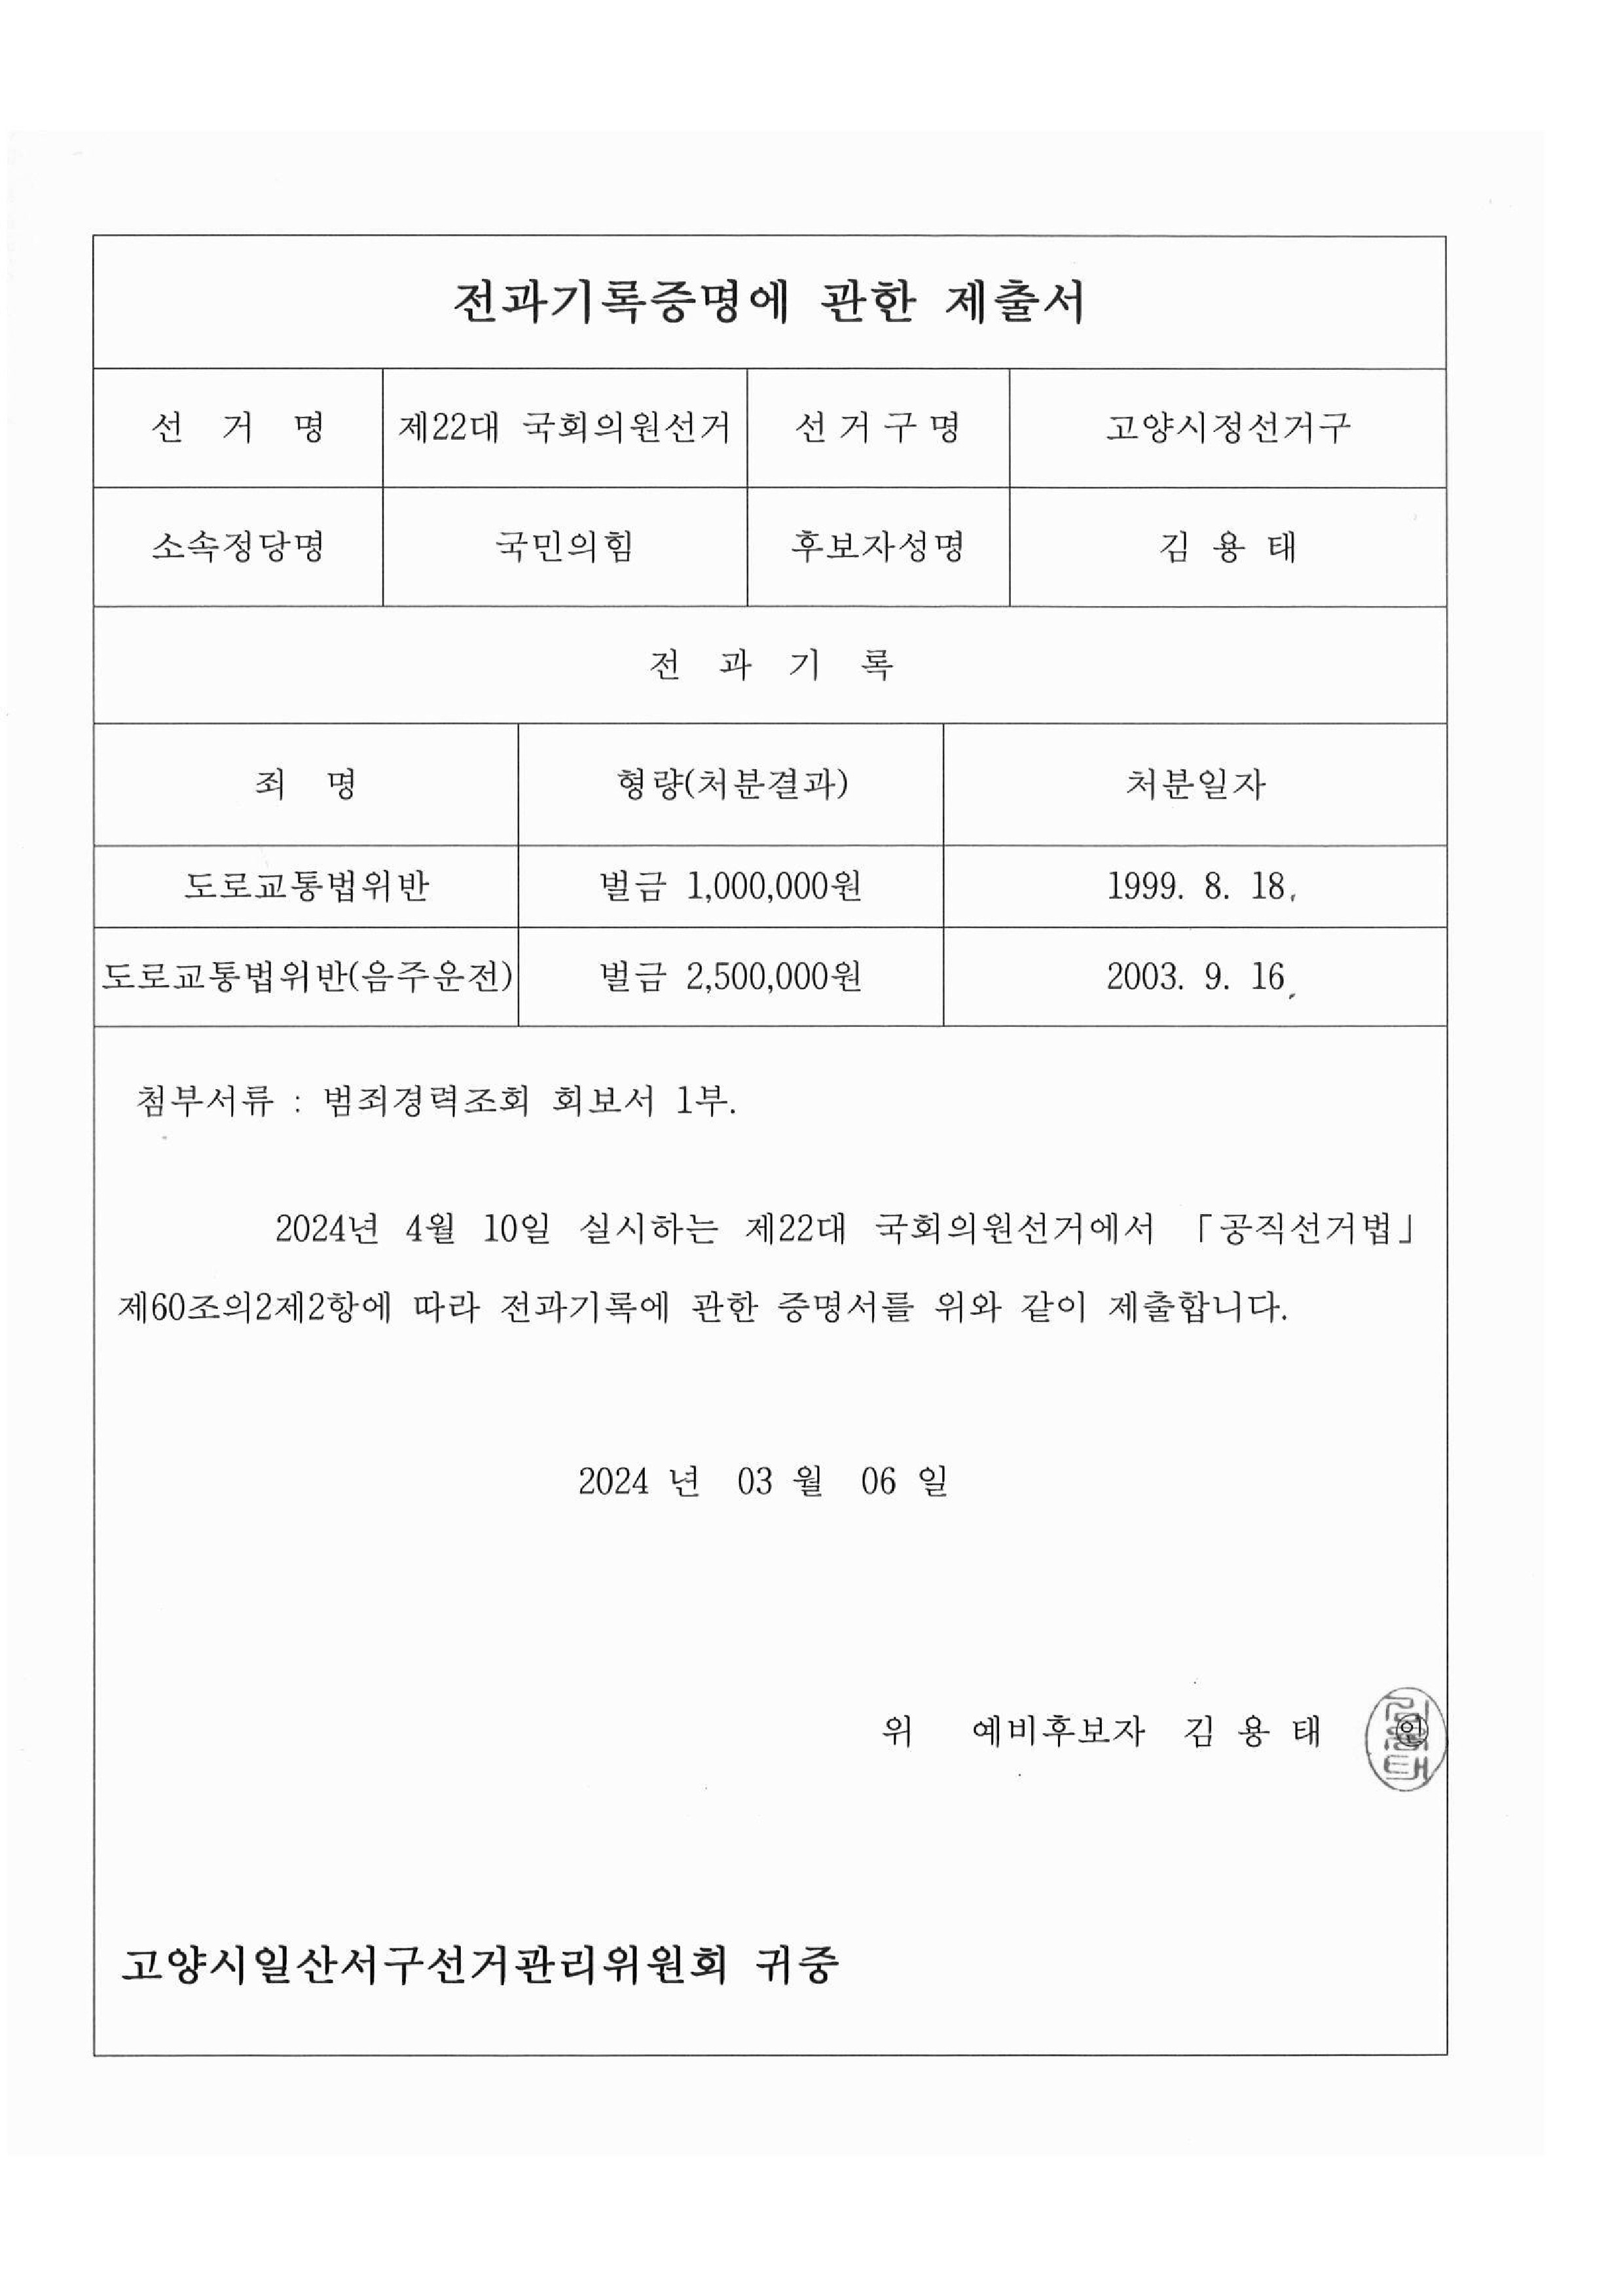 전과기록증명에 관한 제출서
선 거 명 제22대 국회의원선거 선거구명 고양시정선거구
소속정당명 국민의힘 후보자성명 김 용 태
전 과 기 록
죄 명 형량(처분결과) 처분일자
도로교통법위반 벌금 1,000,000원 1999. 8. 18.
도로교통법위반(음주운전) 벌금 2,500,000원 2003. 9. 16.
첨부서류 : 범죄경력조회 회보서 1부.
2024년 4월 10일 실시하는 제22대 국회의원선거에서 「공직선거법」
제60조의2제2항에 따라 전과기록에 관한 증명서를 위와 같이 제출합니다.
2024 년 03 월 06 일
위 예비후보자 김 용 태 ㊞
김용태
고양시일산서구선거관리위원회 귀중